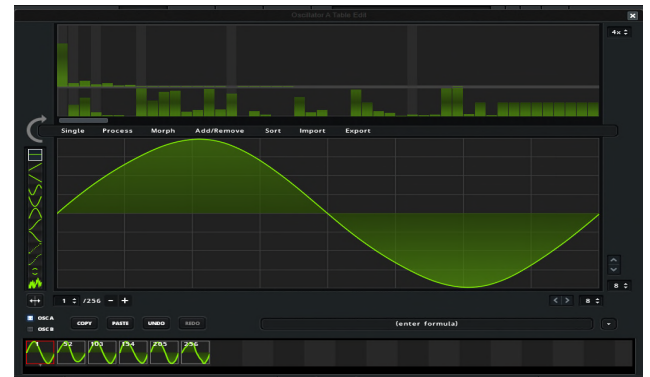 Oscillator A Table Edit
4x
Single Process Morph Add/Remove Sort Import Export
8
1 /256 - + < > 8
OSC A
OSC B
COPY PASTE UNDO REDO (enter formula)
1 52 103 154 205 256